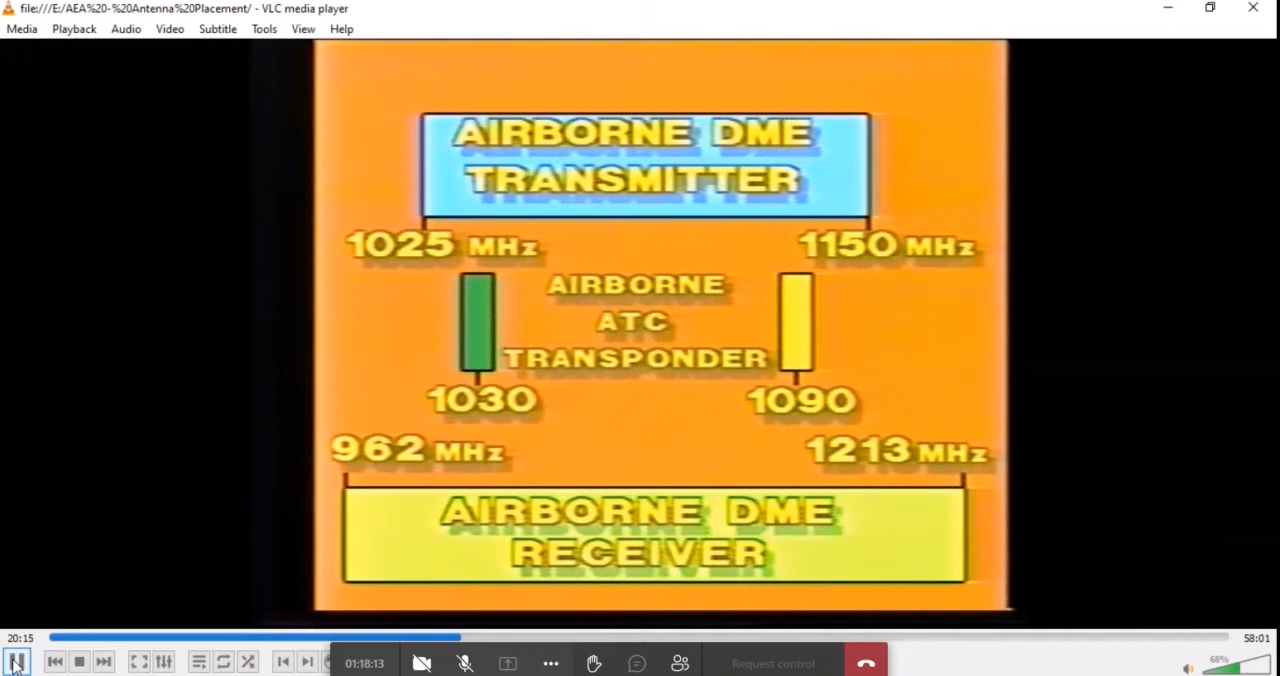 file:///E:/AEA%20-%20Antenna%20Placement/ - VLC media player
Media Playback Audio Video Subtitle Tools View Help
AIRBORNE DME
TRANSMITTER
1025 MHz 1150 MHz
AIRBORNE
ATC
TRANSPONDER
1030 1090
962 MHz 1213 MHz
AIRBORNE DME
RECEIVER
20:15 58:01
01:18:13 Request control 68%